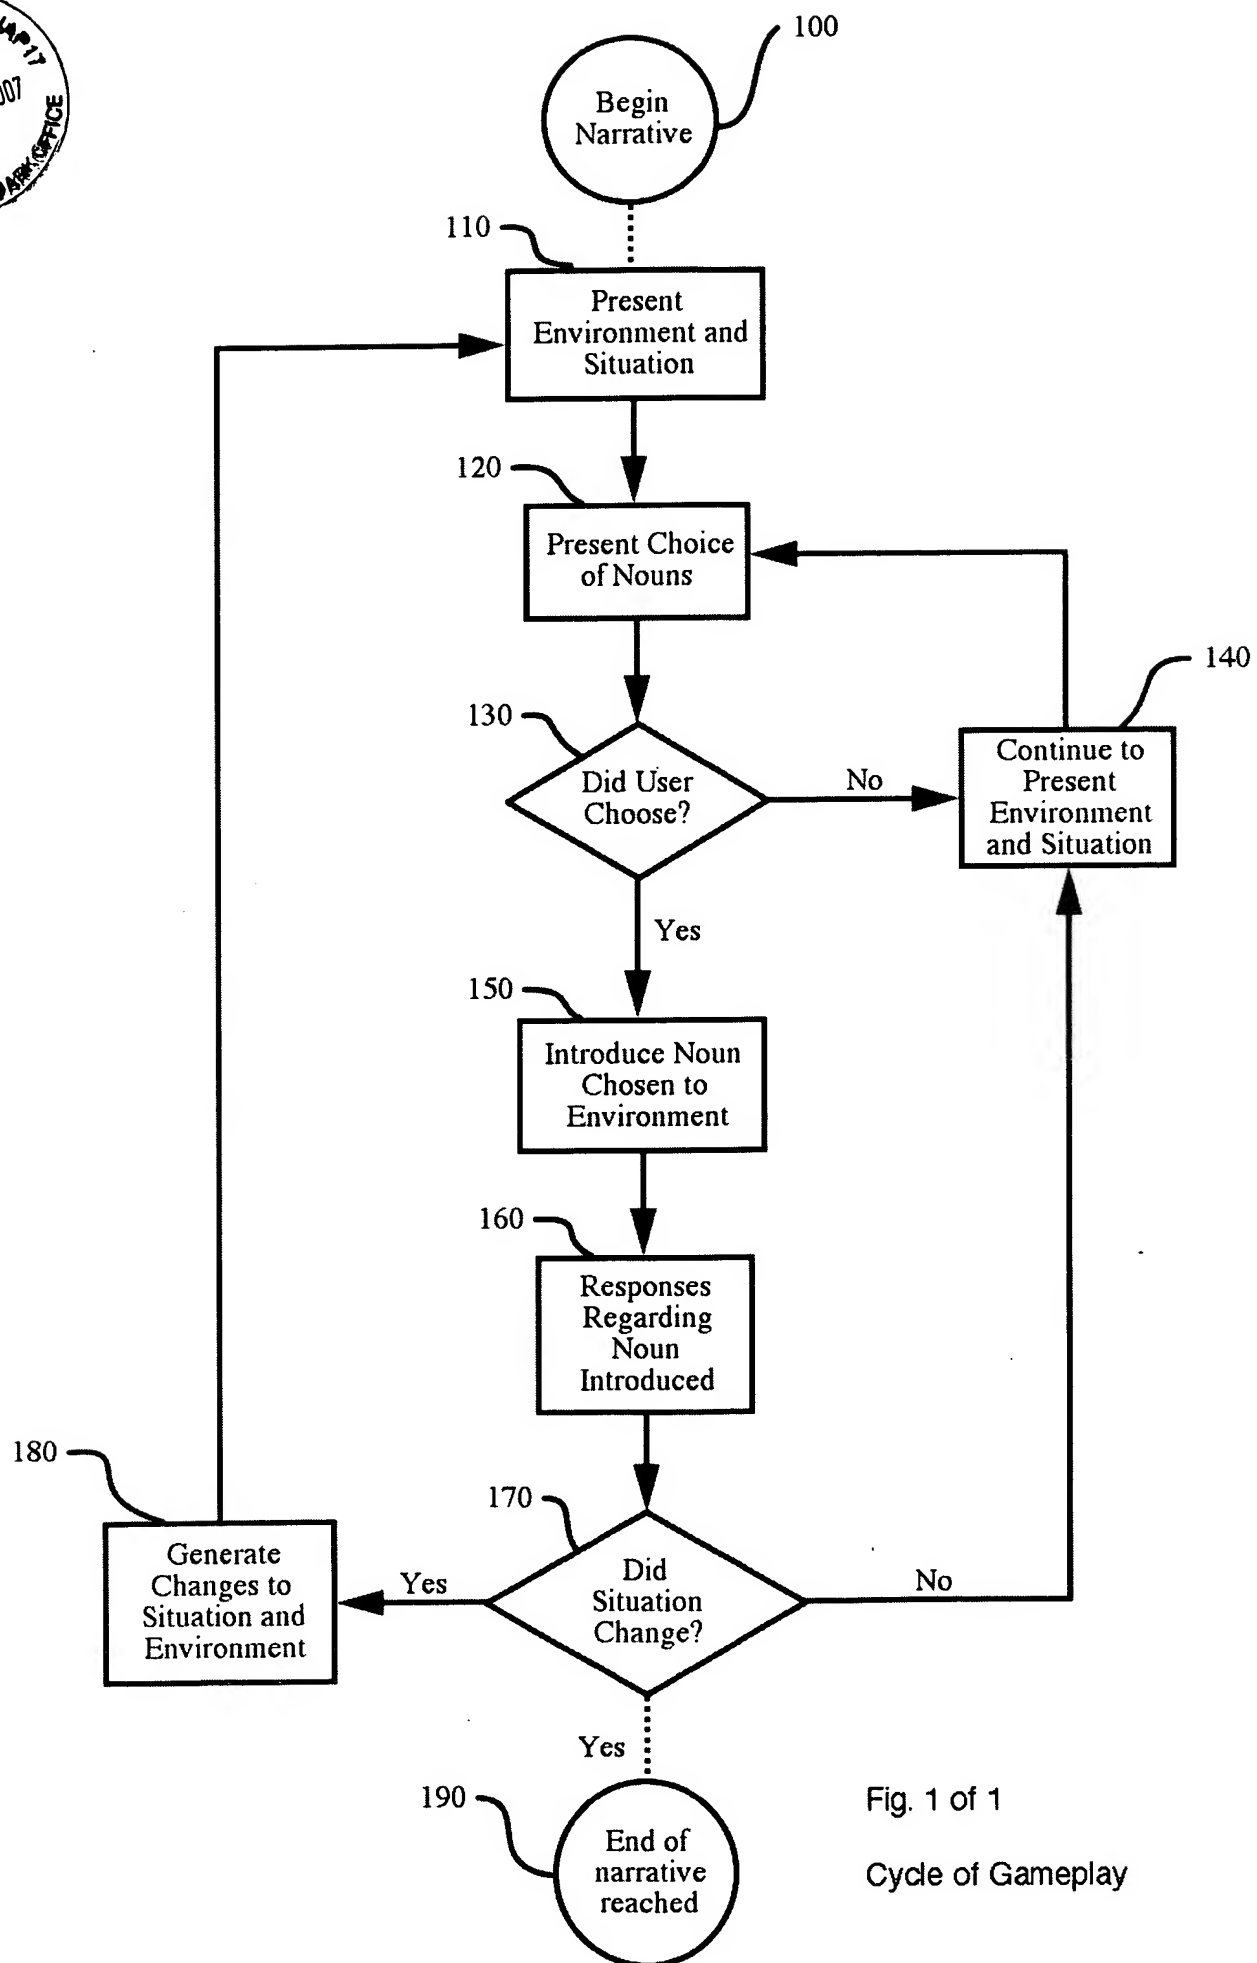 007
OFFICE
100
Begin
Narrative
110
Present
Environment and
Situation
120
Present Choice
of Nouns
140
130
Did User
Choose?
No
Continue to
Present
Environment
and Situation
Yes
150
Introduce Noun
Chosen to
Environment
160
Responses
Regarding
Noun
Introduced
180
170
Generate
Changes to
Situation and
Environment
Yes
Did
Situation
Change?
No
Yes
190
End of
narrative
reached
Fig. 1 of 1
Cycle of Gameplay